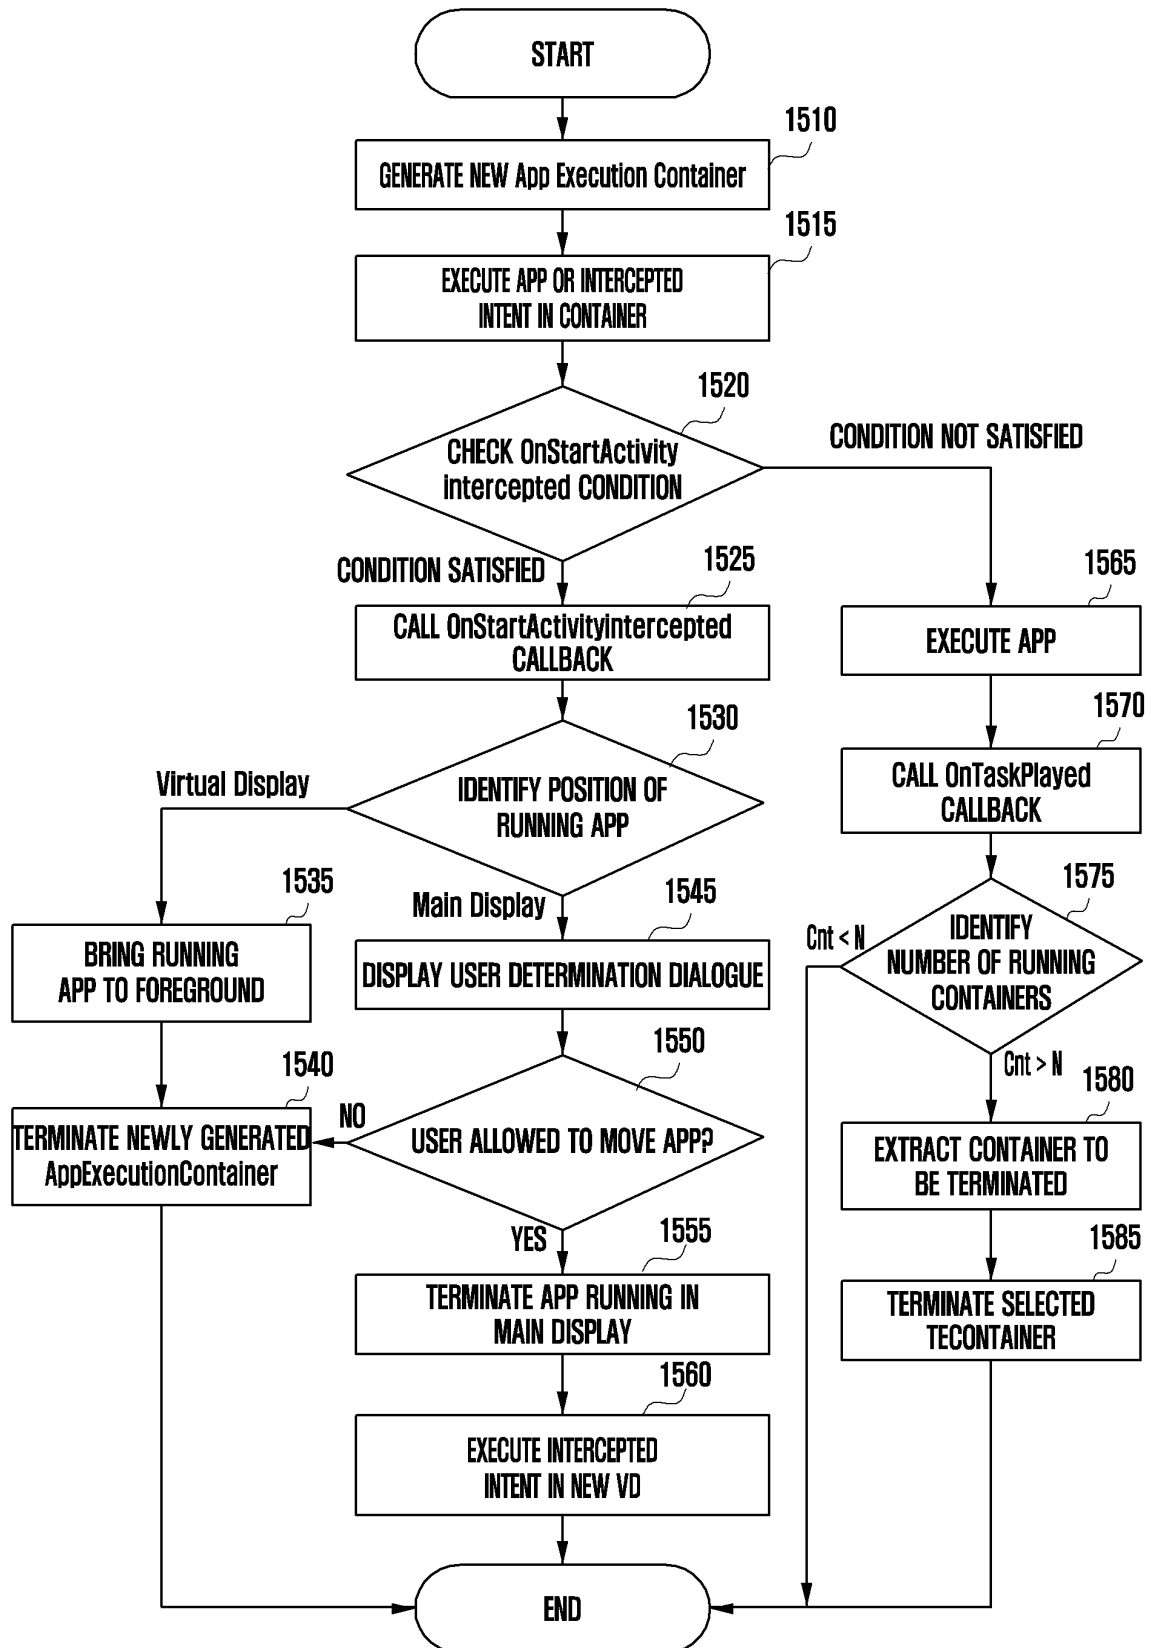 START
1510
GENERATE NEW App Execution Container
1515
EXECUTE APP OR INTERCEPTED
INTENT IN CONTAINER
1520
CHECK OnStartActivity
intercepted CONDITION
CONDITION NOT SATISFIED
CONDITION SATISFIED
1525
CALL OnStartActivityintercepted
CALLBACK
1565
EXECUTE APP
1530
IDENTIFY POSITION OF
RUNNING APP
1570
CALL OnTaskPlayed
CALLBACK
Virtual Display
Main Display
1535
BRING RUNNING
APP TO FOREGROUND
1545
DISPLAY USER DETERMINATION DIALOGUE
1575
IDENTIFY
NUMBER OF RUNNING
CONTAINERS
Cnt < N
Cnt > N
1540
TERMINATE NEWLY GENERATED
AppExecutionContainer
NO
1550
USER ALLOWED TO MOVE APP?
1580
EXTRACT CONTAINER TO
BE TERMINATED
YES
1555
TERMINATE APP RUNNING IN
MAIN DISPLAY
1585
TERMINATE SELECTED
TECONTAINER
1560
EXECUTE INTERCEPTED
INTENT IN NEW VD
END